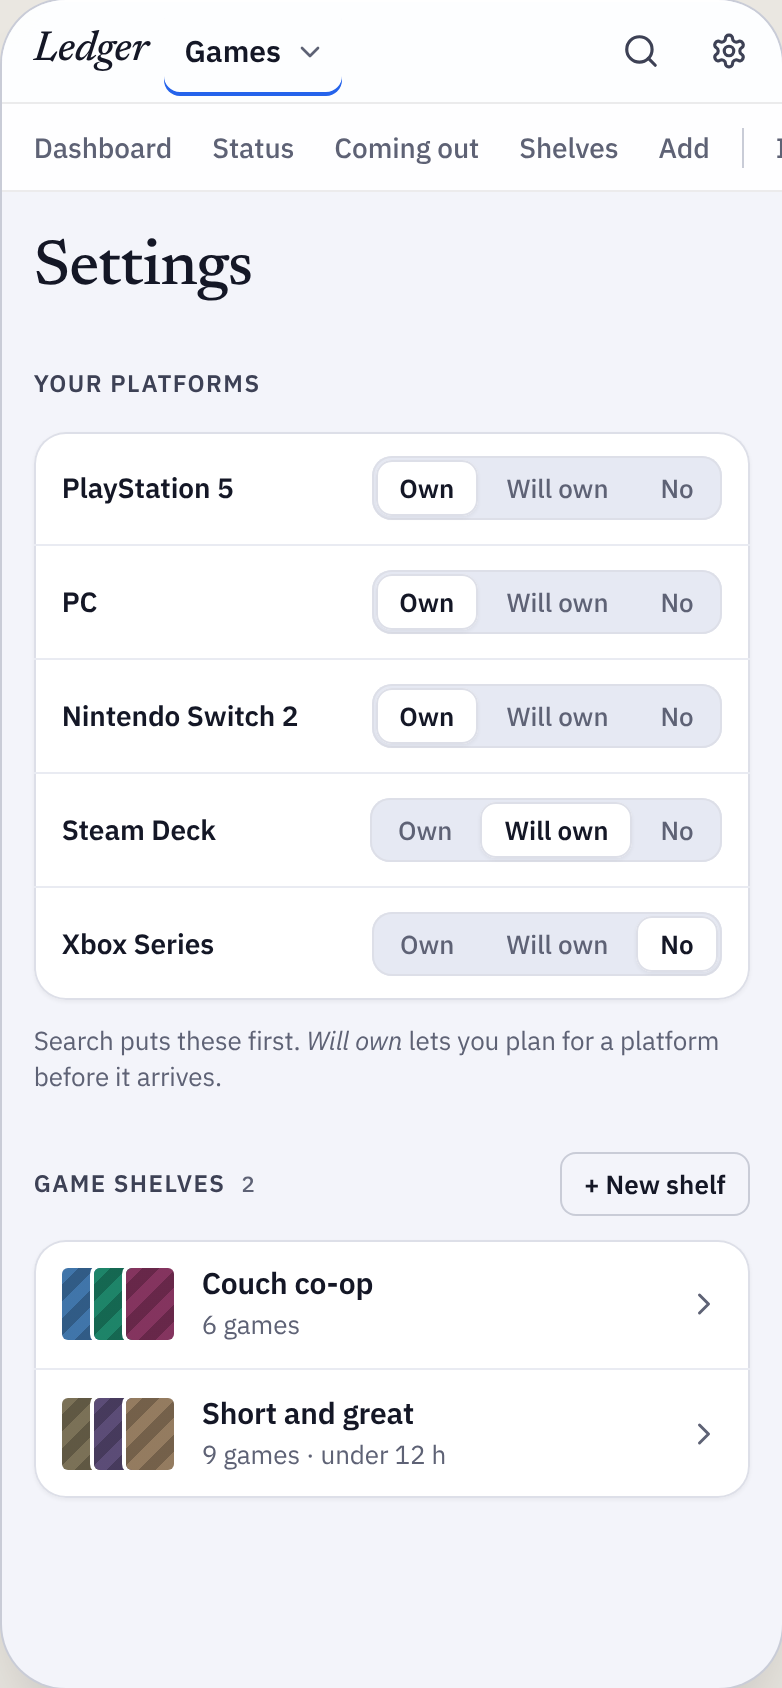 Ledger Games
Dashboard Status Coming out Shelves Add
Settings
YOUR PLATFORMS
PlayStation 5 Own Will own No
PC Own Will own No
Nintendo Switch 2 Own Will own No
Steam Deck Own Will own No
Xbox Series Own Will own No
Search puts these first. Will own lets you plan for a platform
before it arrives.
GAME SHELVES 2 + New shelf
Couch co-op
6 games
Short and great
9 games · under 12 h